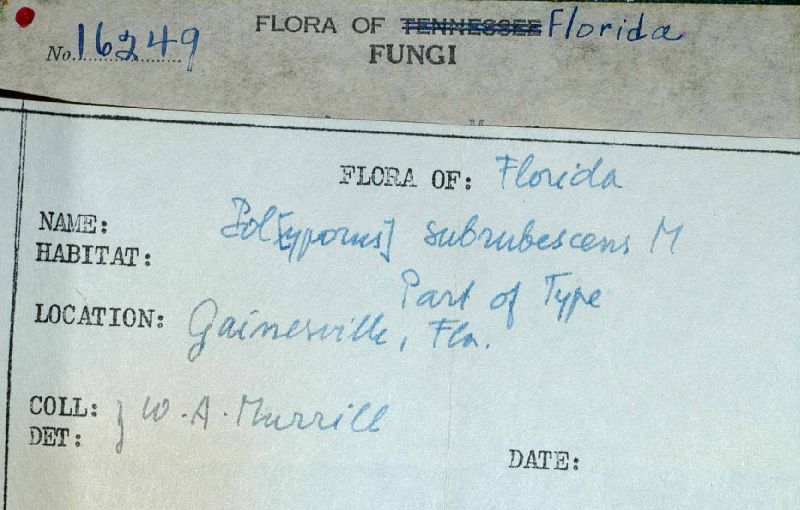 FLORA OF TENNESSEE Florida
No. 16249
FUNGI
FLORA OF: Florida
NAME: Pol[yporus] subrubescens M
HABITAT:
Part of Type
LOCATION: Gainesville, Fla.
COLL: } W. A. Murrill
DET:
DATE: